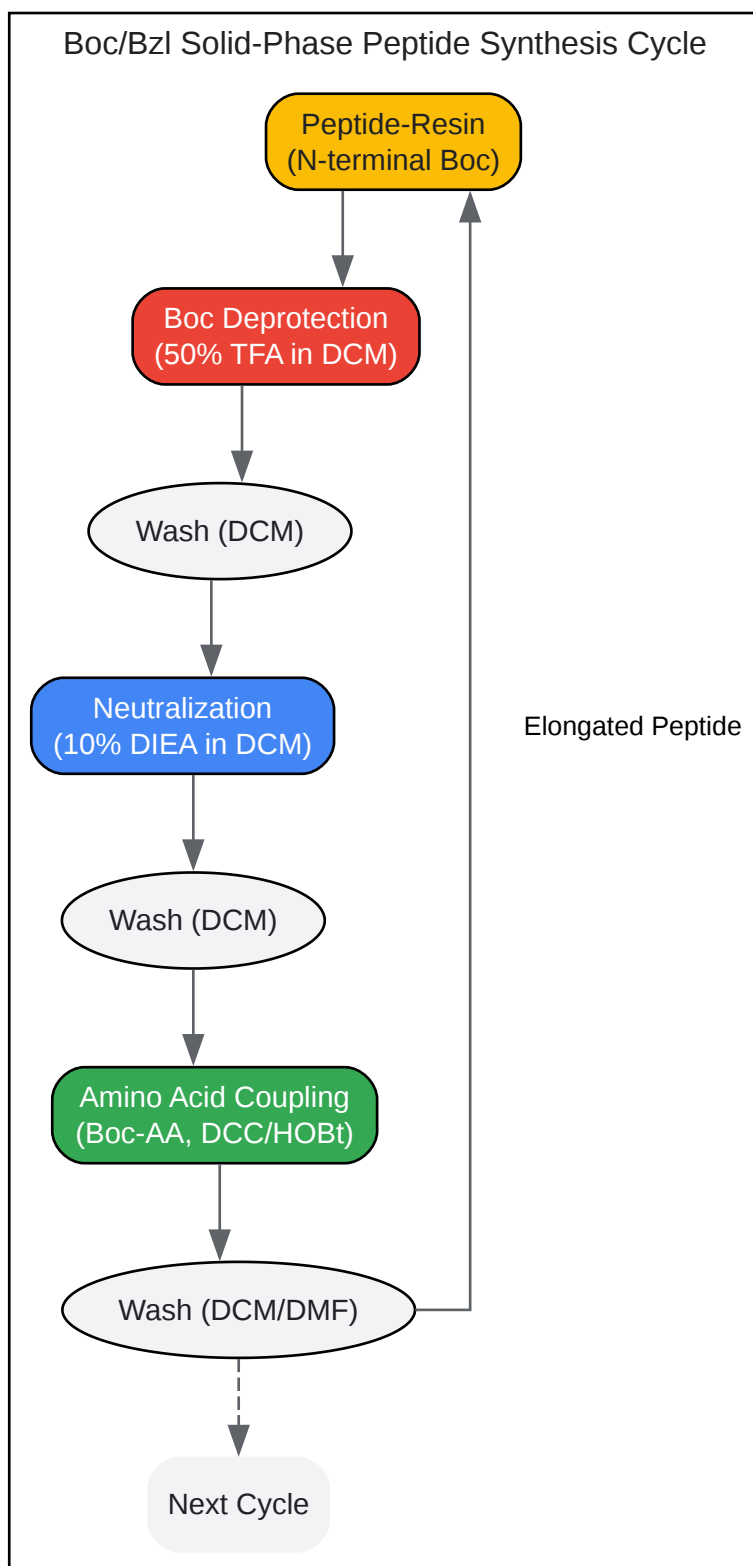 Boc/Bzl Solid-Phase Peptide Synthesis Cycle
Peptide-Resin
(N-terminal Boc)
Boc Deprotection
(50% TFA in DCM)
Wash (DCM)
Neutralization
(10% DIEA in DCM)
Elongated Peptide
Wash (DCM)
Amino Acid Coupling
(Boc-AA, DCC/HOBt)
Wash (DCM/DMF)
Next Cycle